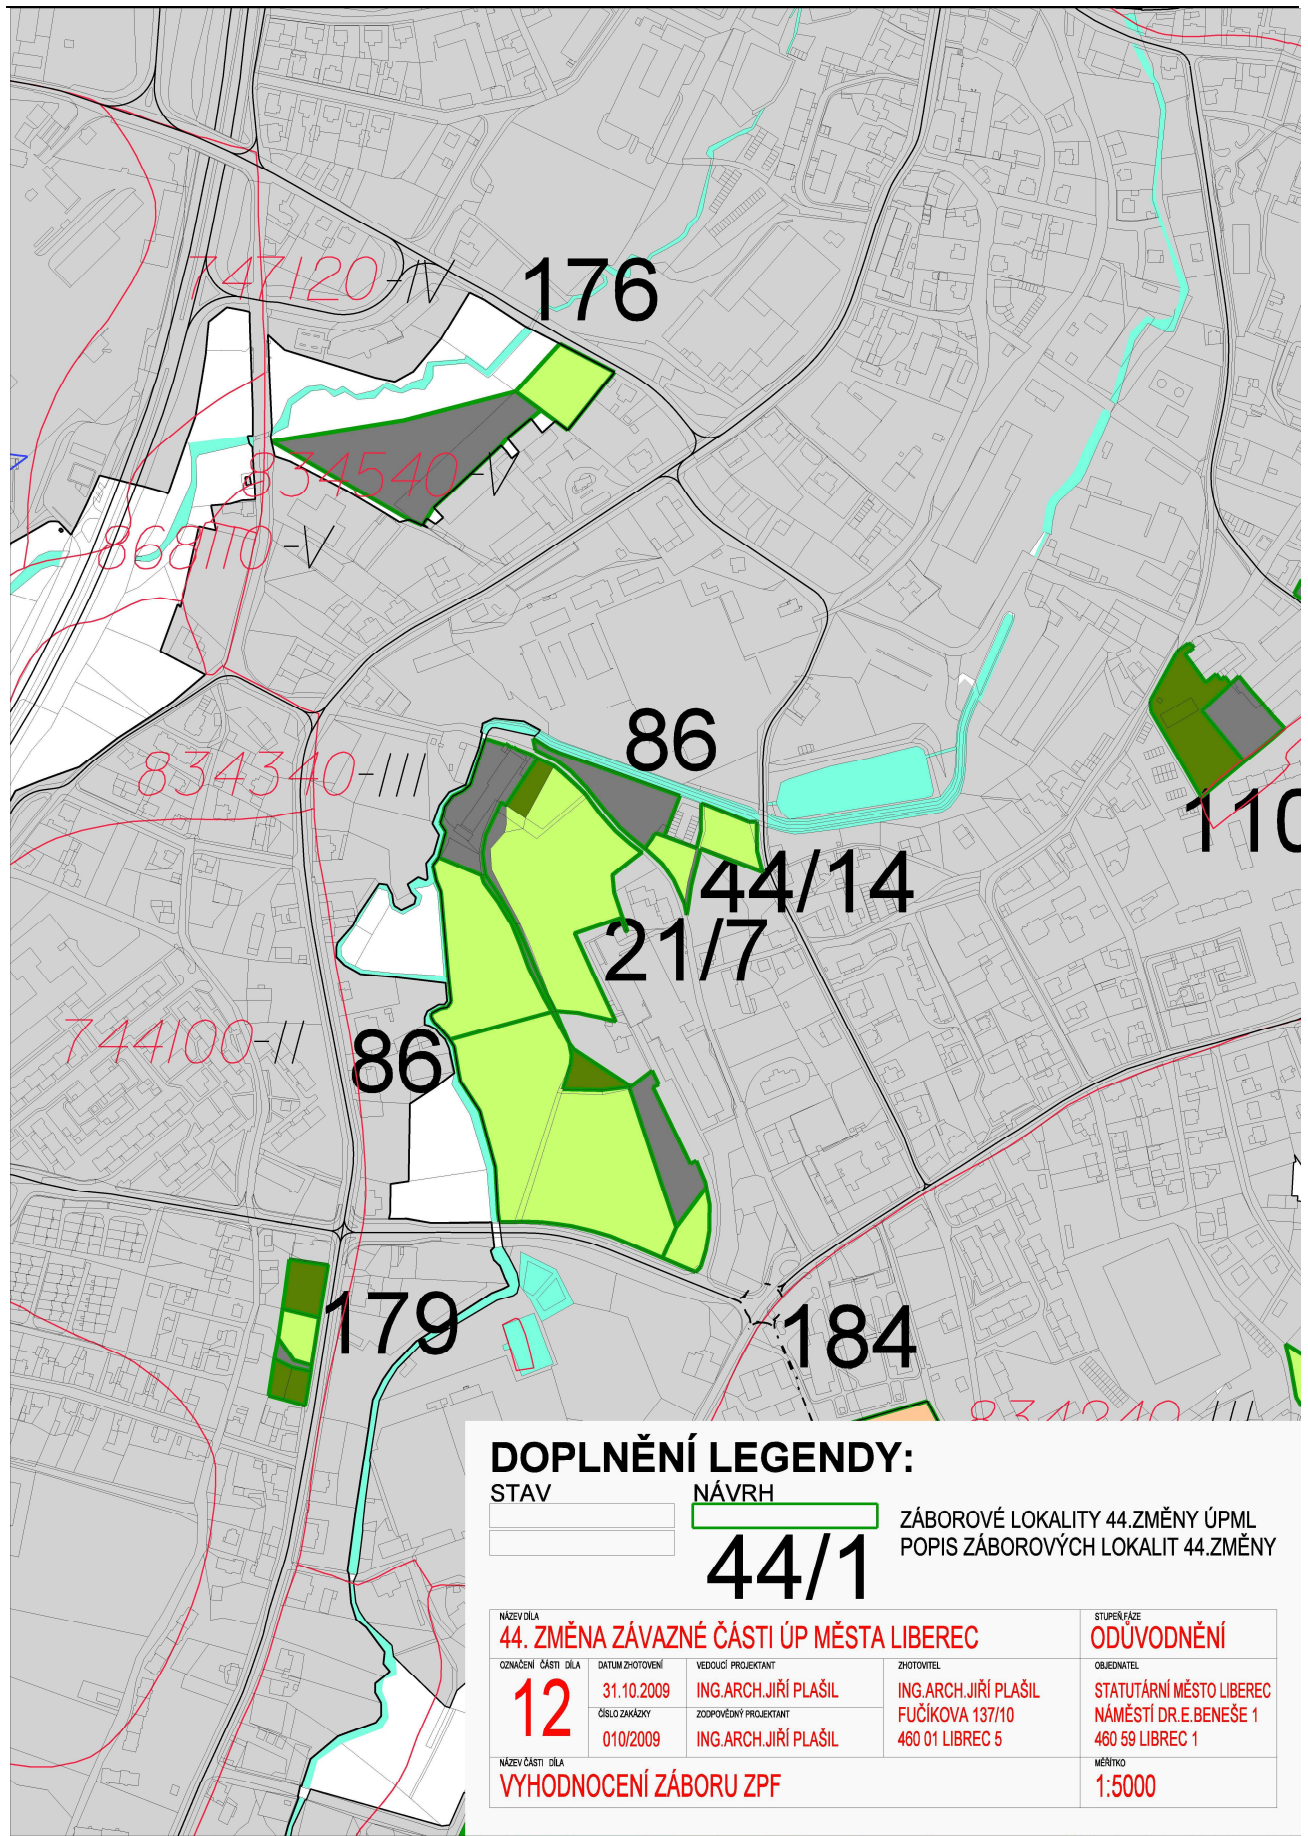 747120-IV
176
834540-V
868110-V
86
834340-III
110
44/14
21/7
744100-II
86
179
184
834240-III
DOPLNĚNÍ LEGENDY:
STAV
NÁVRH
ZÁBOROVÉ LOKALITY 44.ZMĚNY ÚPML
44/1
POPIS ZÁBOROVÝCH LOKALIT 44.ZMĚNY
NÁZEV DÍLA
44. ZMĚNA ZÁVAZNÉ ČÁSTI ÚP MĚSTA LIBEREC
STUPEŇ,FÁZE
ODŮVODNĚNÍ
OZNAČENÍ ČÁSTI DÍLA
12
DATUM ZHOTOVENÍ
31.10.2009
ČÍSLO ZAKÁZKY
010/2009
VEDOUCÍ PROJEKTANT
ING.ARCH.JIŘÍ PLAŠIL
ZODPOVĚDNÝ PROJEKTANT
ING.ARCH.JIŘÍ PLAŠIL
ZHOTOVITEL
ING.ARCH.JIŘÍ PLAŠIL
FUČÍKOVA 137/10
460 01 LIBREC 5
OBJEDNATEL
STATUTÁRNÍ MĚSTO LIBEREC
NÁMĚSTÍ DR.E.BENEŠE 1
460 59 LIBREC 1
NÁZEV ČÁSTI DÍLA
VYHODNOCENÍ ZÁBORU ZPF
MĚŘÍTKO
1:5000